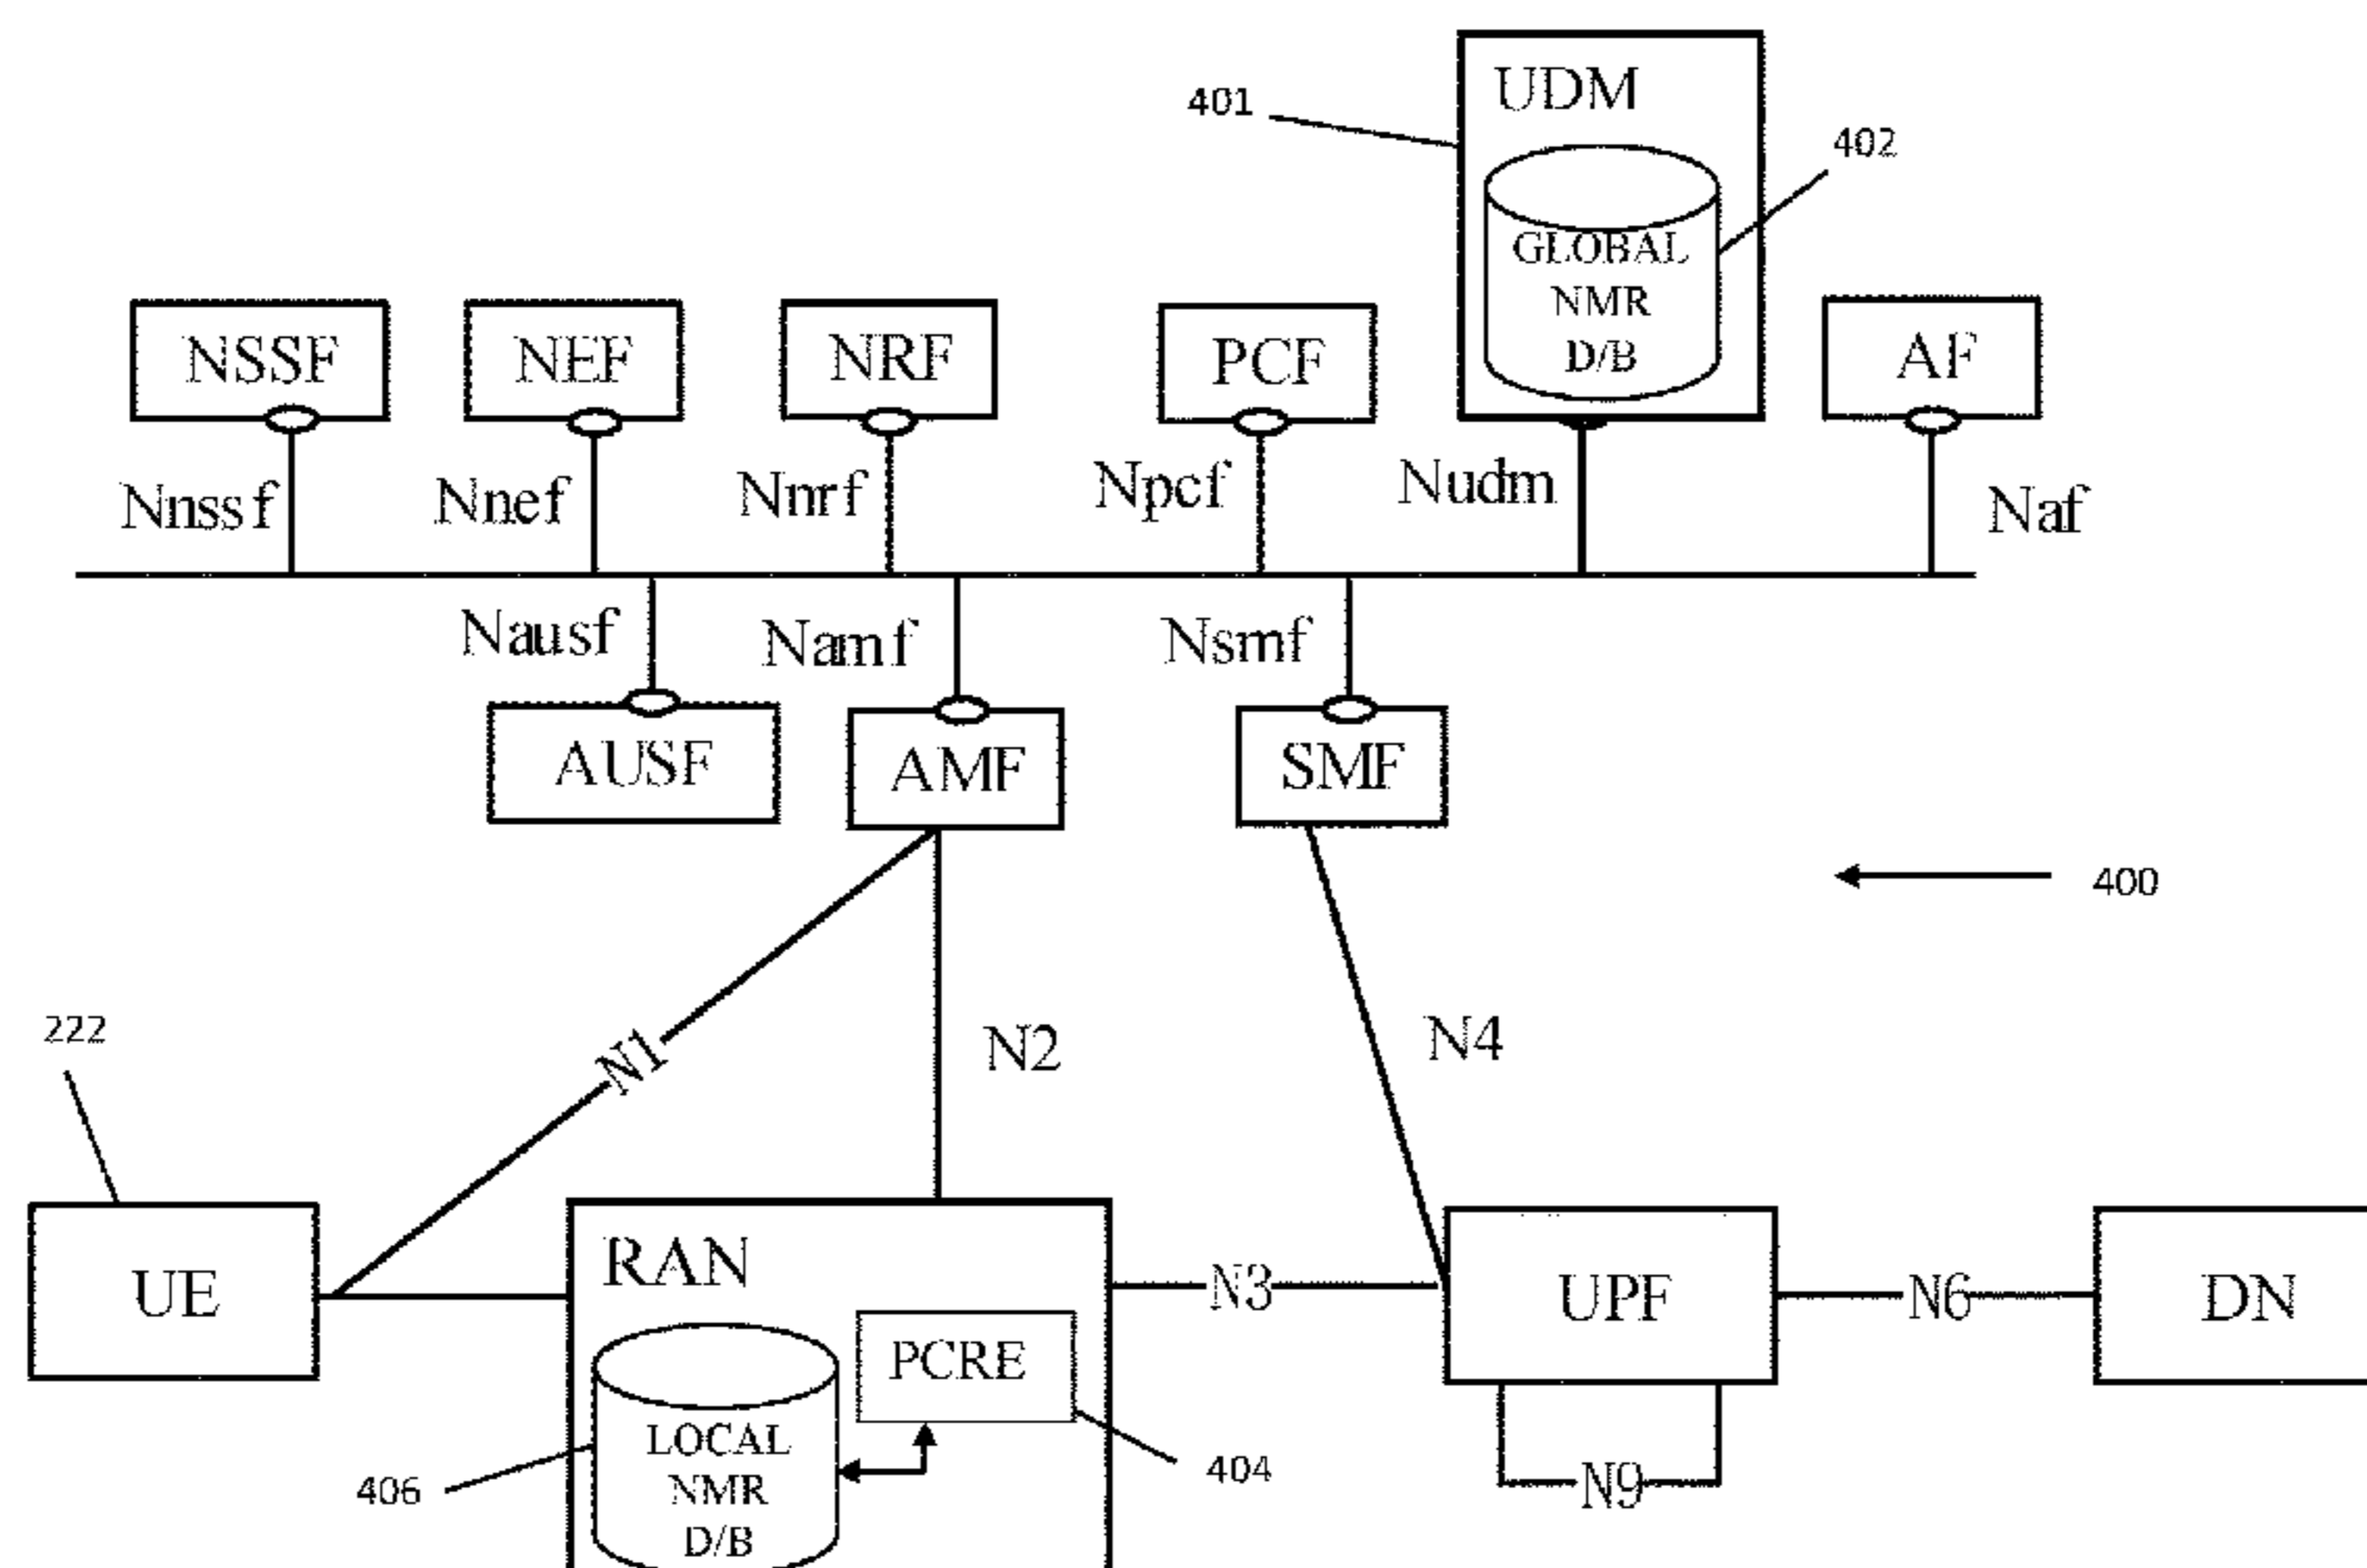 UDM
401
402
GLOBAL
NMR
D/B
NSSF
NEF
NRF
PCF
AF
Nnssf
Nnef
Nnrf
Npcf
Nudm
Naf
Nausf
Namf
Nsmf
AUSF
AMF
SMF
400
222
N1
N2
N4
UE
RAN
N3
UPF
N6
DN
PCRE
LOCAL
NMR
D/B
406
404
N9